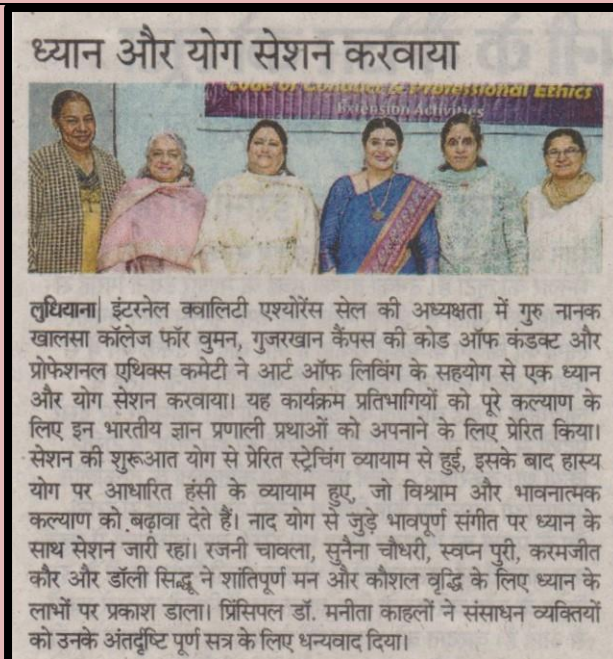 ध्यान और योग सेशन करवाया
Code of Conduct & Professional Ethics
Extension Activities
लुधियाना| इंटरनेल क्वालिटी एश्योरेंस सेल की अध्यक्षता में गुरु नानक
खालसा कॉलेज फॉर वुमन, गुजरखान कैंपस की कोड ऑफ कंडक्ट और
प्रोफेशनल एथिक्स कमेटी ने आर्ट ऑफ लिविंग के सहयोग से एक ध्यान
और योग सेशन करवाया। यह कार्यक्रम प्रतिभागियों को पूरे कल्याण के
लिए इन भारतीय ज्ञान प्रणाली प्रथाओं को अपनाने के लिए प्रेरित किया।
सेशन की शुरूआत योग से प्रेरित स्ट्रेचिंग व्यायाम से हुई, इसके बाद हास्य
योग पर आधारित हंसी के व्यायाम हुए, जो विश्राम और भावनात्मक
कल्याण को बढ़ावा देते हैं। नाद योग से जुड़े भावपूर्ण संगीत पर ध्यान के
साथ सेशन जारी रहा। रजनी चावला, सुनैना चौधरी, स्वप्न पुरी, करमजीत
कौर और डॉली सिद्धू ने शांतिपूर्ण मन और कौशल वृद्धि के लिए ध्यान के
लाभों पर प्रकाश डाला। प्रिंसिपल डॉ. मनीता काहलों ने संसाधन व्यक्तियों
को उनके अंतर्दृष्टि पूर्ण सत्र के लिए धन्यवाद दिया।